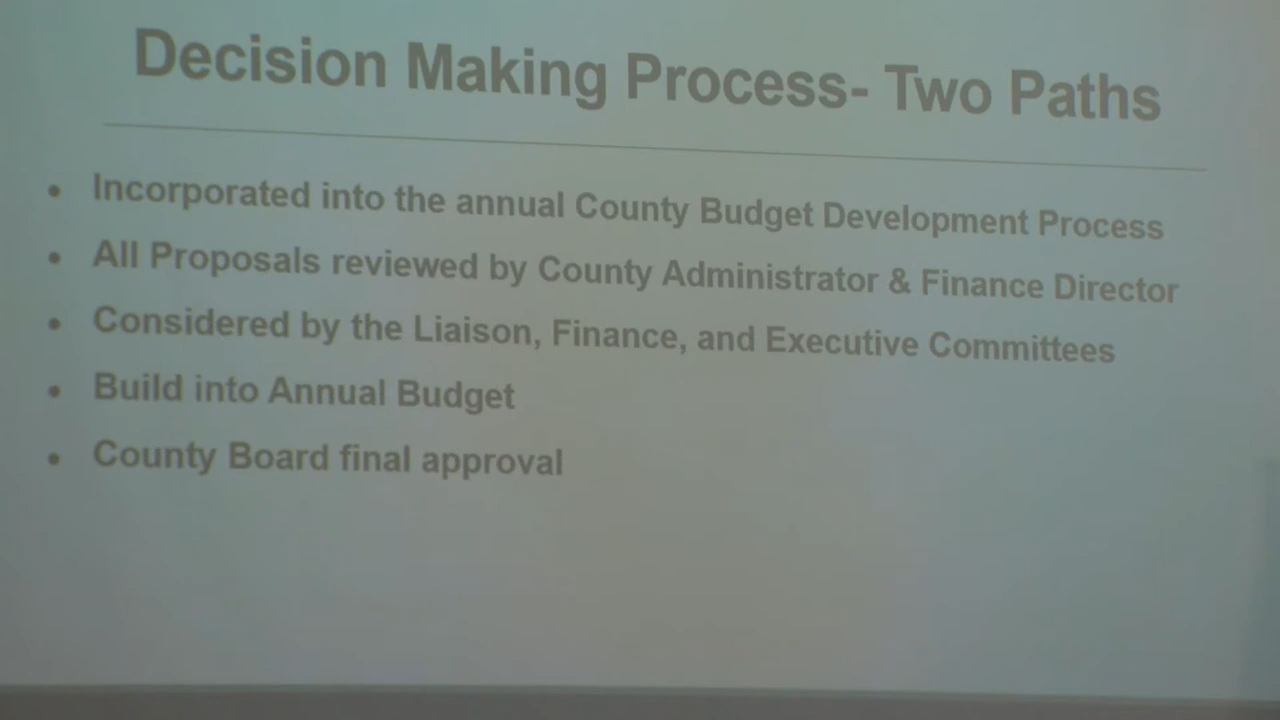 Decision Making Process- Two Paths
• Incorporated into the annual County Budget Development Process
• All Proposals reviewed by County Administrator & Finance Director
• Considered by the Liaison, Finance, and Executive Committees
• Build into Annual Budget
• County Board final approval